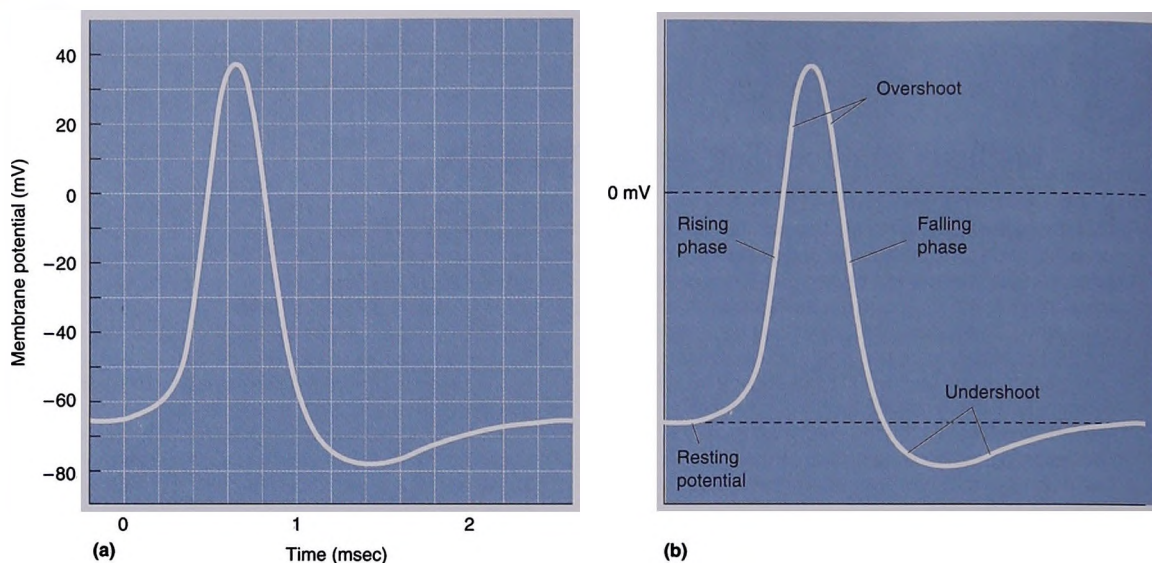 40
20
0
−20
−40
−60
−80
Membrane potential (mV)
0
1
2
Time (msec)
(a)
Overshoot
0 mV
Rising
phase
Falling
phase
Undershoot
Resting
potential
(b)